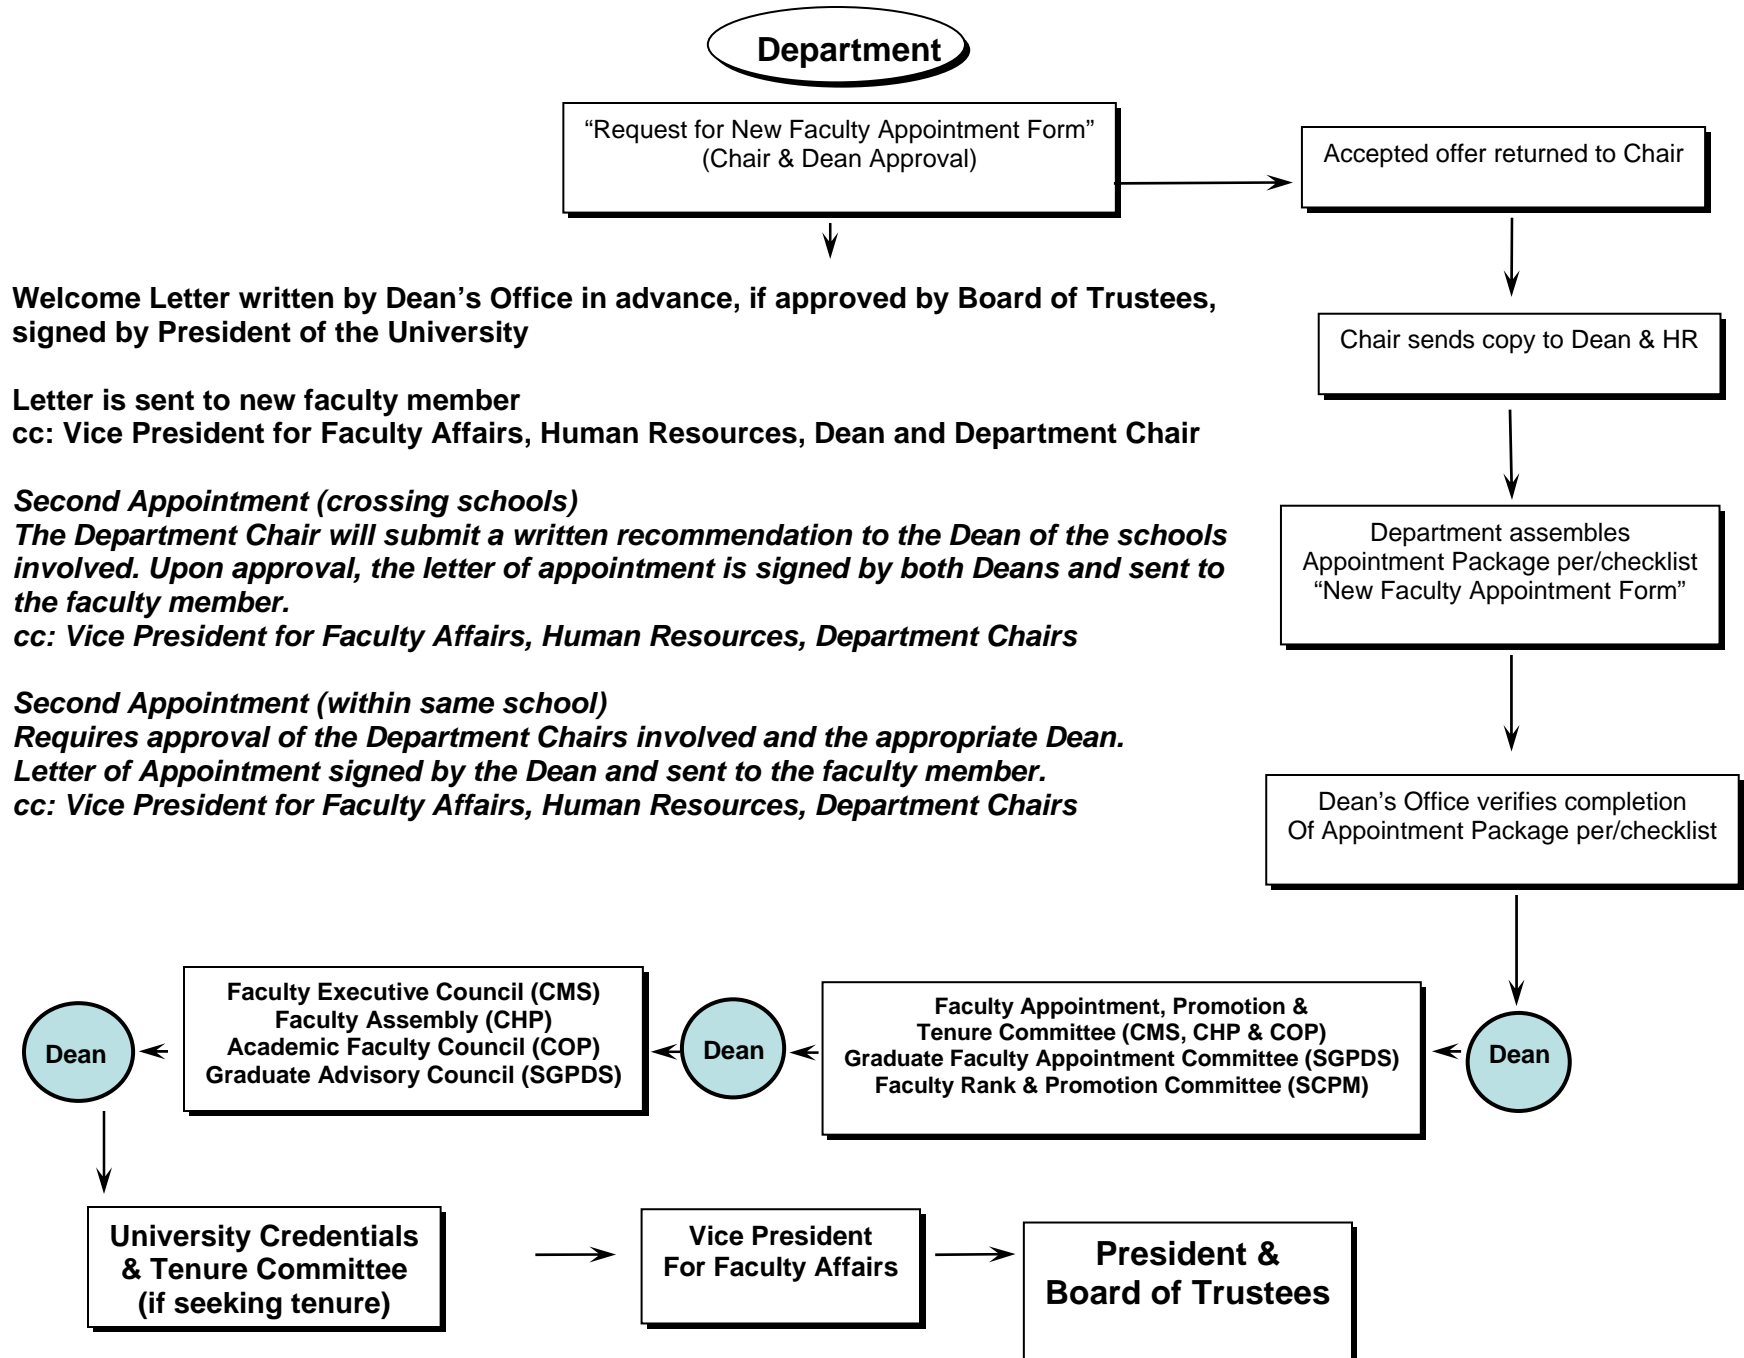 Department
“Request for New Faculty Appointment Form”
(Chair & Dean Approval)
Accepted offer returned to Chair
Welcome Letter written by Dean’s Office in advance, if approved by Board of Trustees,
signed by President of the University
Letter is sent to new faculty member
cc: Vice President for Faculty Affairs, Human Resources, Dean and Department Chair
Second Appointment (crossing schools)
The Department Chair will submit a written recommendation to the Dean of the schools
involved. Upon approval, the letter of appointment is signed by both Deans and sent to
the faculty member.
cc: Vice President for Faculty Affairs, Human Resources, Department Chairs
Second Appointment (within same school)
Requires approval of the Department Chairs involved and the appropriate Dean.
Letter of Appointment signed by the Dean and sent to the faculty member.
cc: Vice President for Faculty Affairs, Human Resources, Department Chairs
Chair sends copy to Dean & HR
Department assembles
Appointment Package per/checklist
“New Faculty Appointment Form”
Dean’s Office verifies completion
Of Appointment Package per/checklist
Dean
Faculty Appointment, Promotion &
Tenure Committee (CMS, CHP & COP)
Graduate Faculty Appointment Committee (SGPDS)
Faculty Rank & Promotion Committee (SCPM)
Dean
Faculty Executive Council (CMS)
Faculty Assembly (CHP)
Academic Faculty Council (COP)
Graduate Advisory Council (SGPDS)
Dean
University Credentials
& Tenure Committee
(if seeking tenure)
Vice President
For Faculty Affairs
President &
Board of Trustees